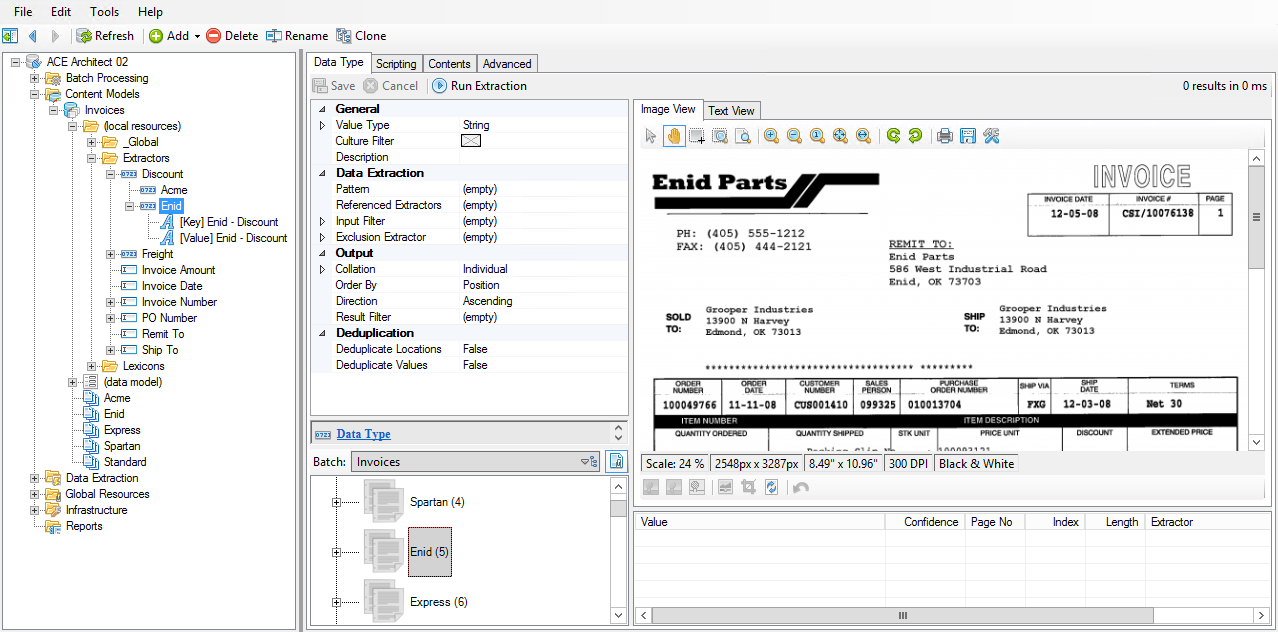 File Edit Tools Help
Refresh Add Delete Rename Clone
ACE Architect 02
Batch Processing
Content Models
Invoices
(local resources)
_Global
Extractors
Discount
Acme
Enid
[Key] Enid - Discount
[Value] Enid - Discount
Freight
Invoice Amount
Invoice Date
Invoice Number
PO Number
Remit To
Ship To
Lexicons
(data model)
Acme
Enid
Express
Spartan
Standard
Data Extraction
Global Resources
Infrastructure
Reports
Data Type Scripting Contents Advanced
Save Cancel Run Extraction
0 results in 0 ms
General
Value Type String
Culture Filter
Description
Data Extraction
Pattern (empty)
Referenced Extractors (empty)
Input Filter (empty)
Exclusion Extractor (empty)
Output
Collation Individual
Order By Position
Direction Ascending
Result Filter (empty)
Deduplication
Deduplicate Locations False
Deduplicate Values False
Data Type
Batch: Invoices
Spartan (4)
Enid (5)
Express (6)
Image View Text View
Enid Parts
INVOICE
INVOICE DATE INVOICE # PAGE
12-05-08 CSI/10076138 1
PH: (405) 555-1212
FAX: (405) 444-2121
REMIT TO:
Enid Parts
586 West Industrial Road
Enid, OK 73703
SOLD TO:
Grooper Industries
13900 N Harvey
Edmond, OK 73013
SHIP TO:
Grooper Industries
13900 N Harvey
Edmond, OK 73013
ORDER NUMBER ORDER DATE CUSTOMER NUMBER SALES PERSON PURCHASE ORDER NUMBER SHIP VIA SHIP DATE TERMS
100049766 11-11-08 CUS001410 099325 010013704 FXG 12-03-08 Net 30
ITEM NUMBER ITEM DESCRIPTION
QUANTITY ORDERED QUANTITY SHIPPED STK UNIT PRICE UNIT DISCOUNT EXTENDED PRICE
Scale: 24 % 2548px x 3287px 8.49" x 10.96" 300 DPI Black & White
Value Confidence Page No Index Length Extractor